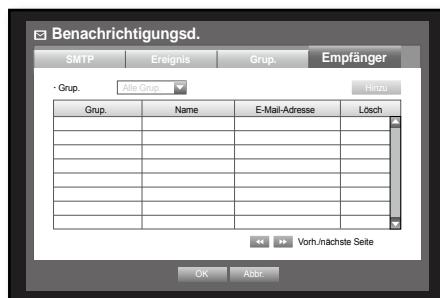 Benachrichtigungsd.
SMTP Ereignis Grup. Empfänger
· Grup. Alle Grup. Hinzu
Grup. Name E-Mail-Adresse Lösch
Vorh./nächste Seite
OK Abbr.